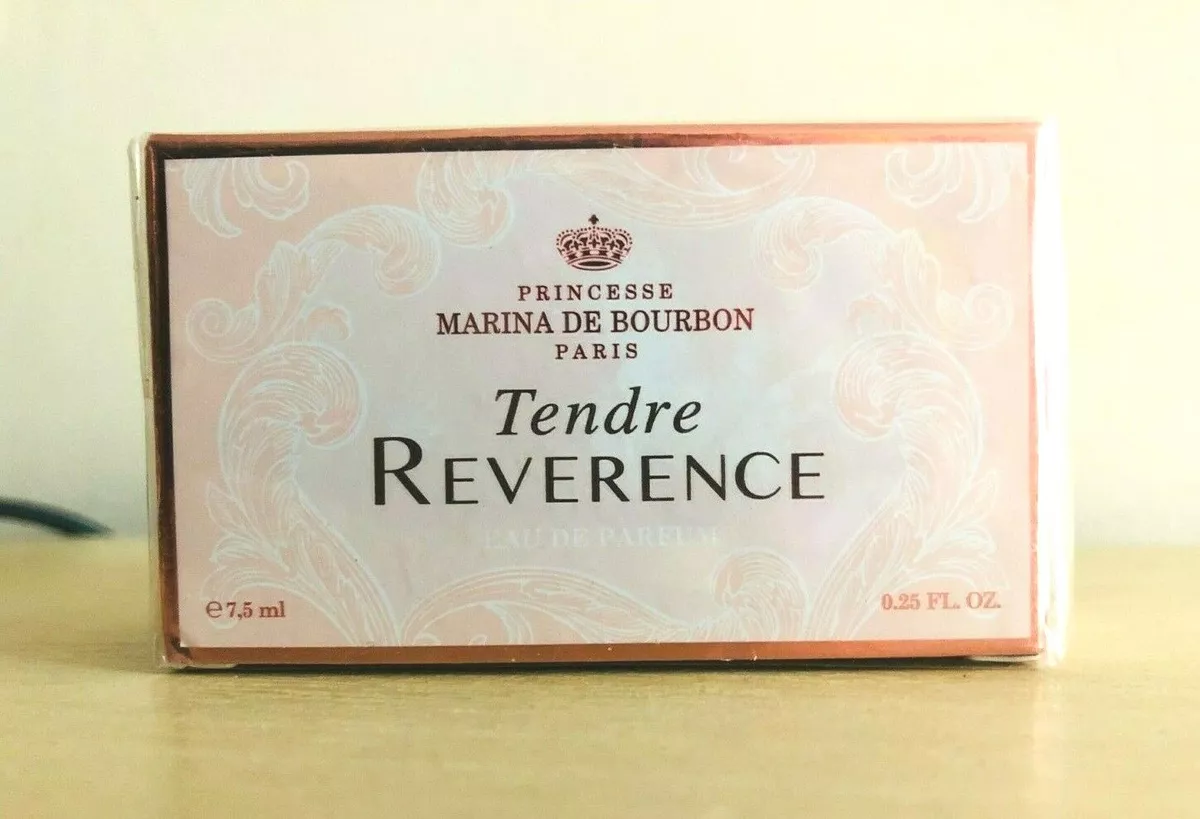 PRINCESSE
MARINA DE BOURBON
PARIS
Tendre
REVERENCE
EAU DE PARFUM
e 7,5 ml
0.25 FL. OZ.